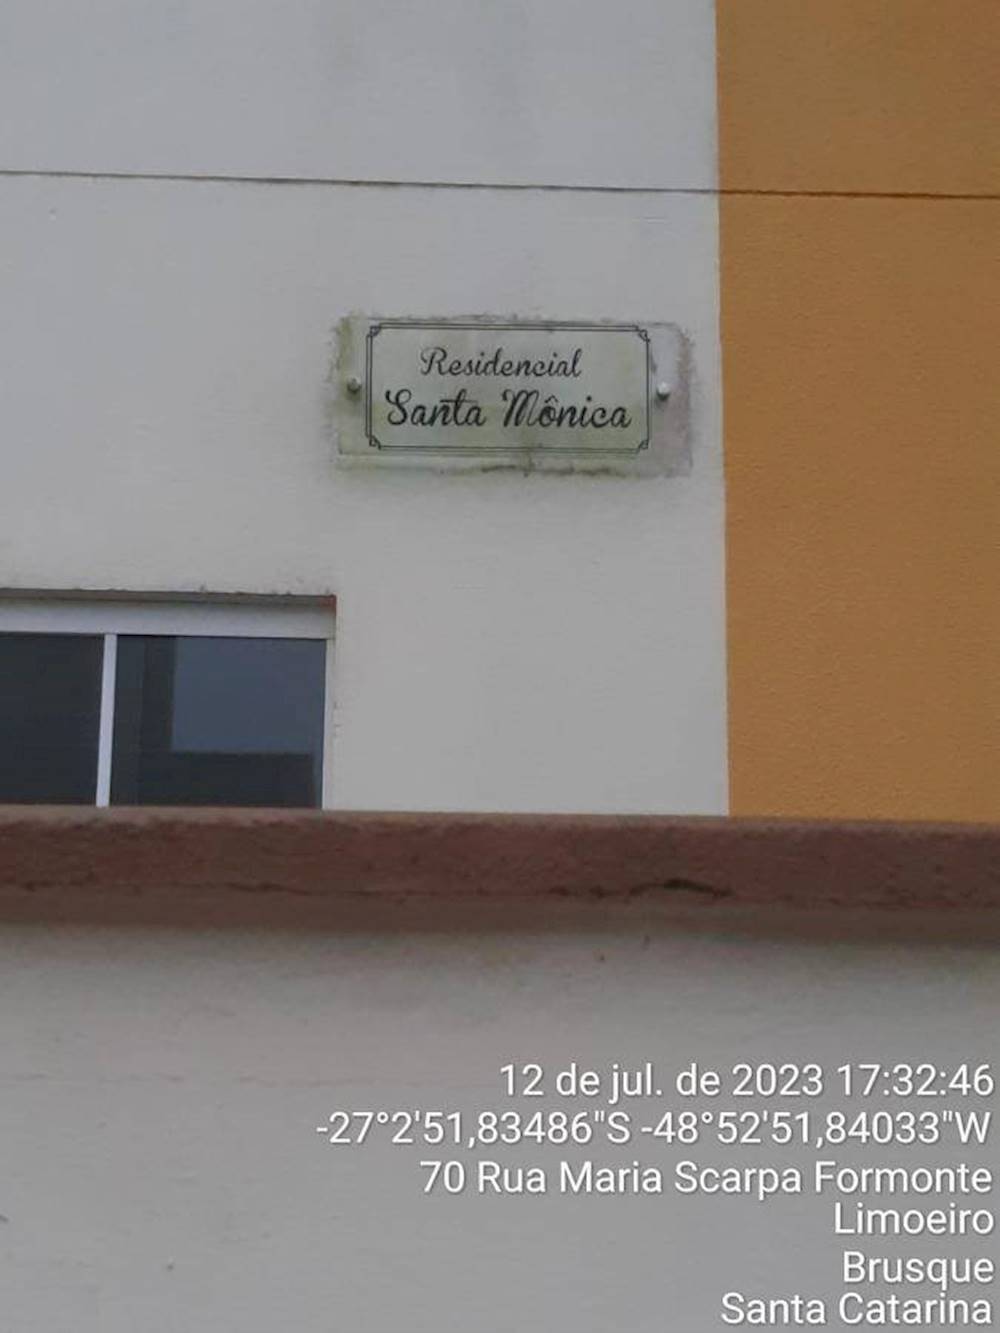 Residencial
Santa Mônica
12 de jul. de 2023 17:32:46
-27°2'51,83486"S -48°52'51,84033"W
70 Rua Maria Scarpa Formonte
Limoeiro
Brusque
Santa Catarina